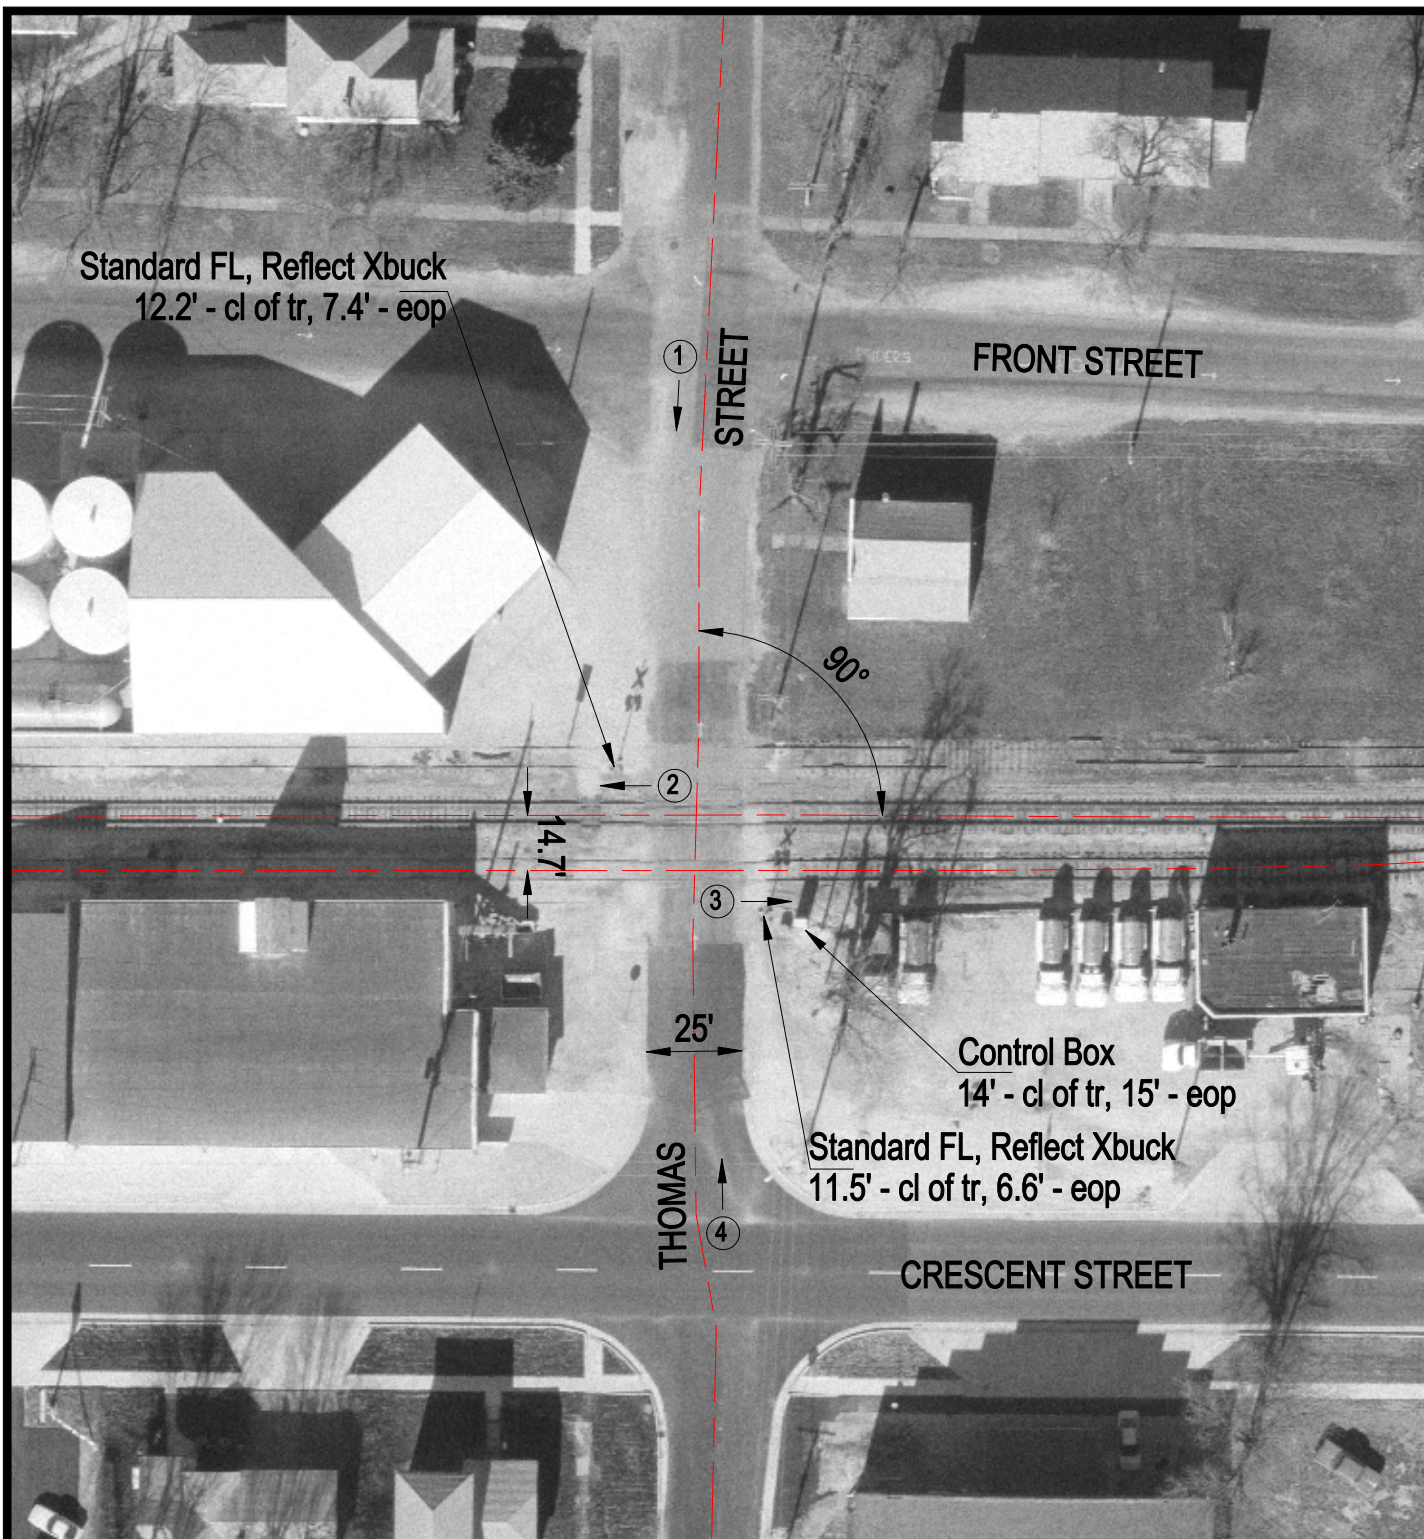 Standard FL, Reflect Xbuck
12.2' - cl of tr, 7.4' - eop
1
STREET
FRONT STREET
90°
2
14.7'
3
25'
Control Box
14' - cl of tr, 15' - eop
Standard FL, Reflect Xbuck
11.5' - cl of tr, 6.6' - eop
THOMAS
4
CRESCENT STREET